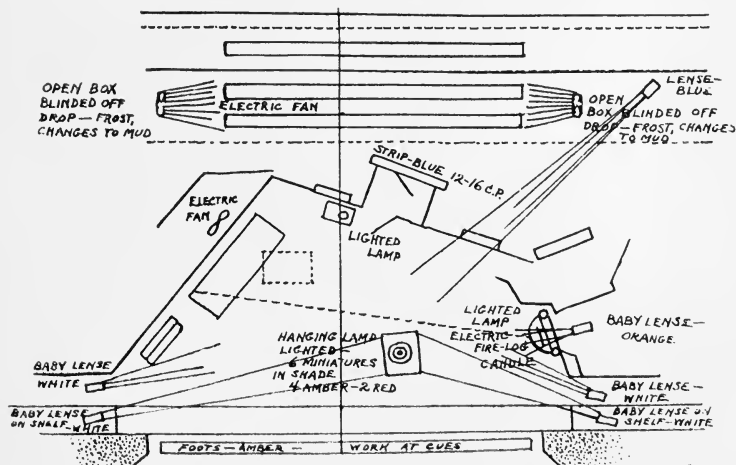 LENSE-
BLUE
OPEN BOX
BLINDED OFF
DROP — FROST,
CHANGES TO MUD
ELECTRIC FAN
OPEN
BOX BLINDED OFF
DROP — FROST, CHANGES
TO MUD
STRIP-BLUE 12-16 C.P.
ELECTRIC
FAN
LIGHTED
LAMP
LIGHTED
LAMP
ELECTRIC
FIRE-LOG
CANDLE
BABY LENSE —
ORANGE
HANGING LAMP
LIGHTED
6 MINIATURES
IN SHADE
4 AMBER — 2 RED
BABY LENSE
WHITE
BABY LENSE —
WHITE
BABY LENSE
ON SHELF —
WHITE
BABY LENSE ON
SHELF-WHITE
FOOTS — AMBER — WORK AT CUES